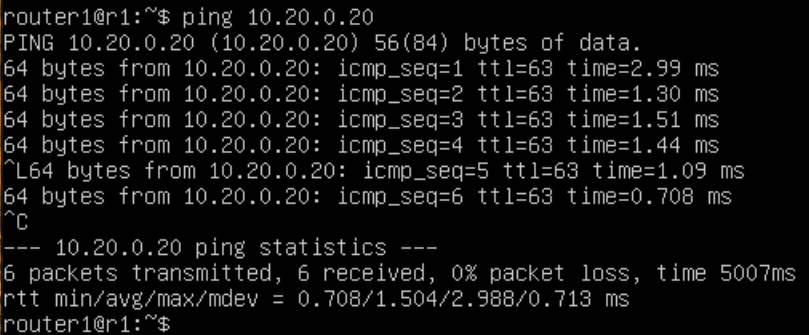 router1@r1:~$ ping 10.20.0.20
PING 10.20.0.20 (10.20.0.20) 56(84) bytes of data.
64 bytes from 10.20.0.20: icmp_seq=1 ttl=63 time=2.99 ms
64 bytes from 10.20.0.20: icmp_seq=2 ttl=63 time=1.30 ms
64 bytes from 10.20.0.20: icmp_seq=3 ttl=63 time=1.51 ms
64 bytes from 10.20.0.20: icmp_seq=4 ttl=63 time=1.44 ms
^L64 bytes from 10.20.0.20: icmp_seq=5 ttl=63 time=1.09 ms
64 bytes from 10.20.0.20: icmp_seq=6 ttl=63 time=0.708 ms
^C
--- 10.20.0.20 ping statistics ---
6 packets transmitted, 6 received, 0% packet loss, time 5007ms
rtt min/avg/max/mdev = 0.708/1.504/2.988/0.713 ms
router1@r1:~$